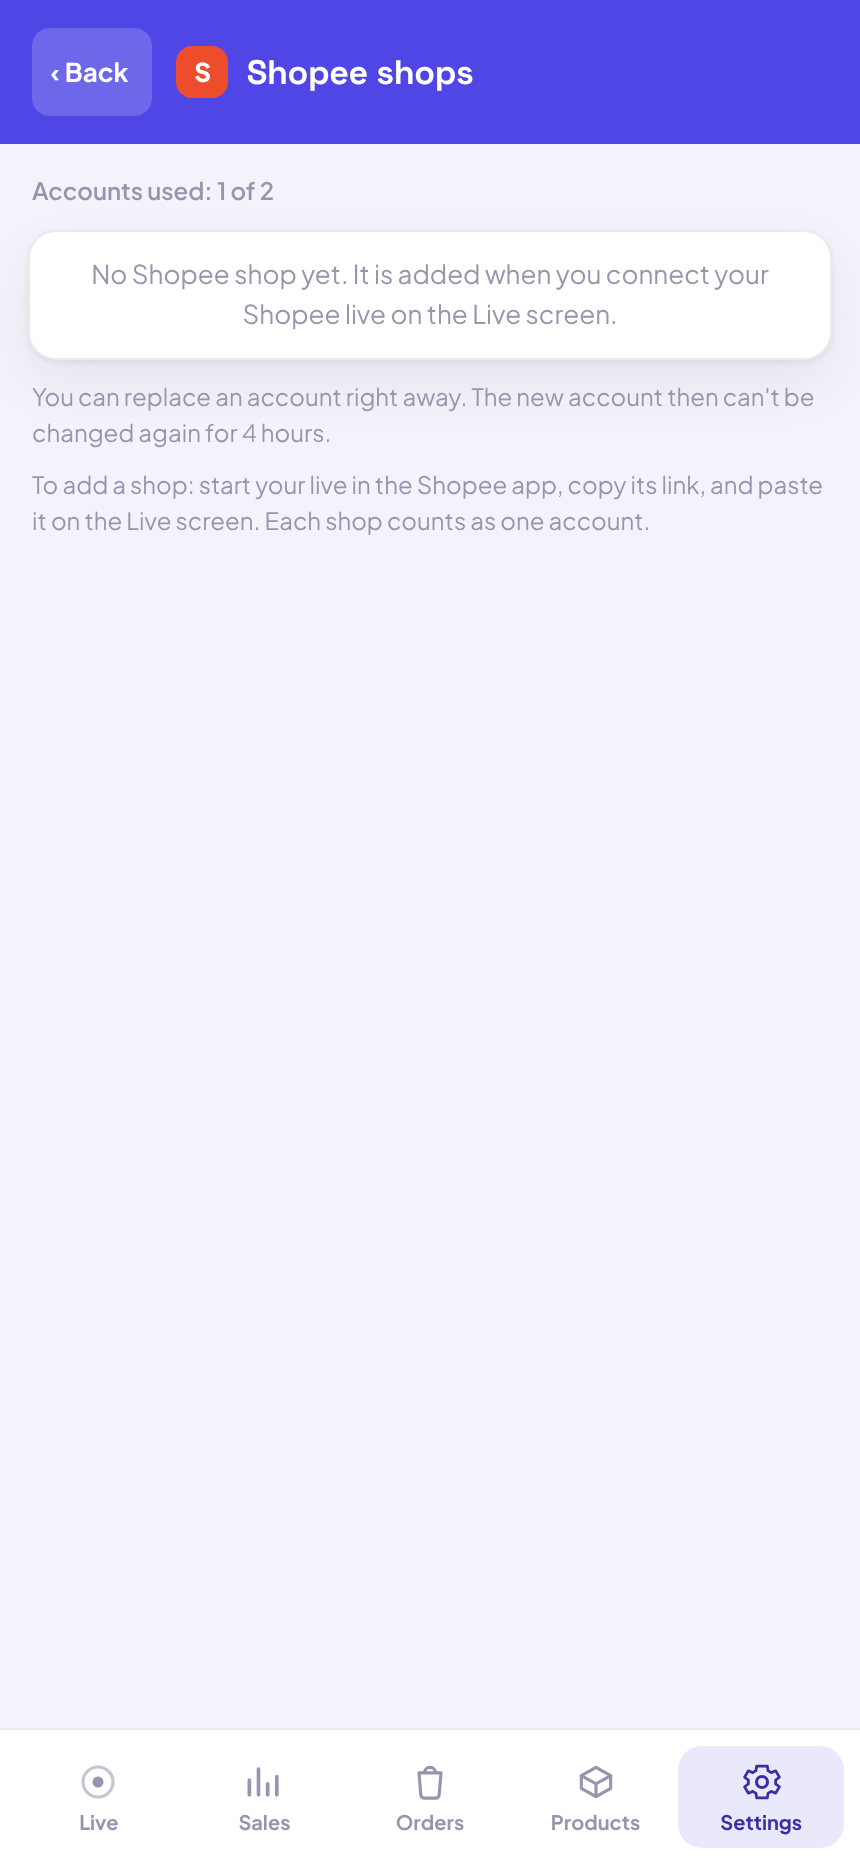 ‹ Back
S
Shopee shops
Accounts used: 1 of 2
No Shopee shop yet. It is added when you connect your
Shopee live on the Live screen.
You can replace an account right away. The new account then can't be
changed again for 4 hours.
To add a shop: start your live in the Shopee app, copy its link, and paste
it on the Live screen. Each shop counts as one account.
Live
Sales
Orders
Products
Settings